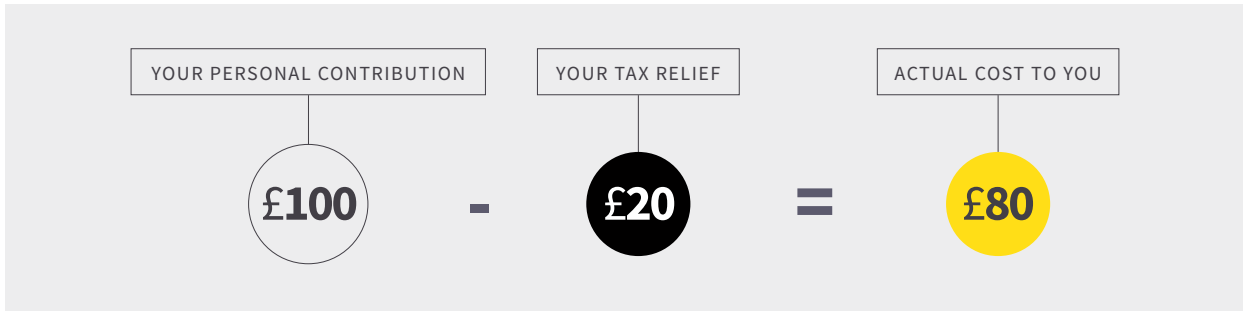 YOUR PERSONAL CONTRIBUTION
YOUR TAX RELIEF
ACTUAL COST TO YOU
£100 - £20 = £80